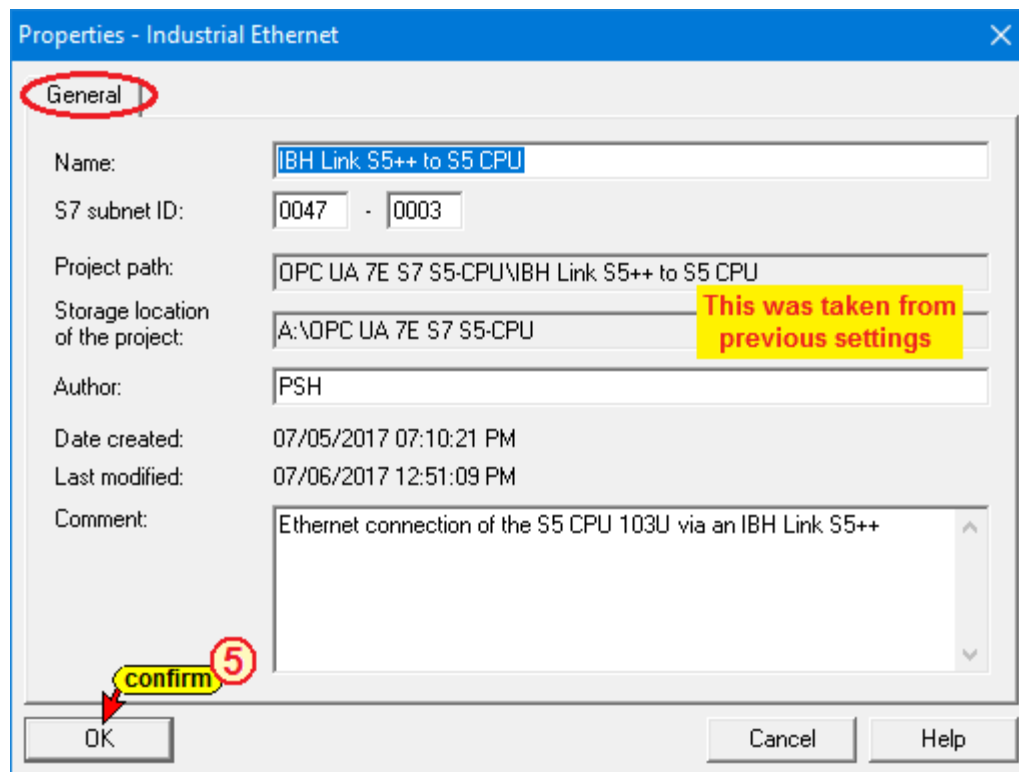 Properties - Industrial Ethernet
General
Name:
IBH Link S5++ to S5 CPU
S7 subnet ID:
0047 - 0003
Project path:
OPC UA 7E S7 S5-CPU\IBH Link S5++ to S5 CPU
Storage location
of the project:
A:\OPC UA 7E S7 S5-CPU
This was taken from
previous settings
Author:
PSH
Date created:
07/05/2017 07:10:21 PM
Last modified:
07/06/2017 12:51:09 PM
Comment:
Ethernet connection of the S5 CPU 103U via an IBH Link S5++
confirm 5
OK
Cancel
Help